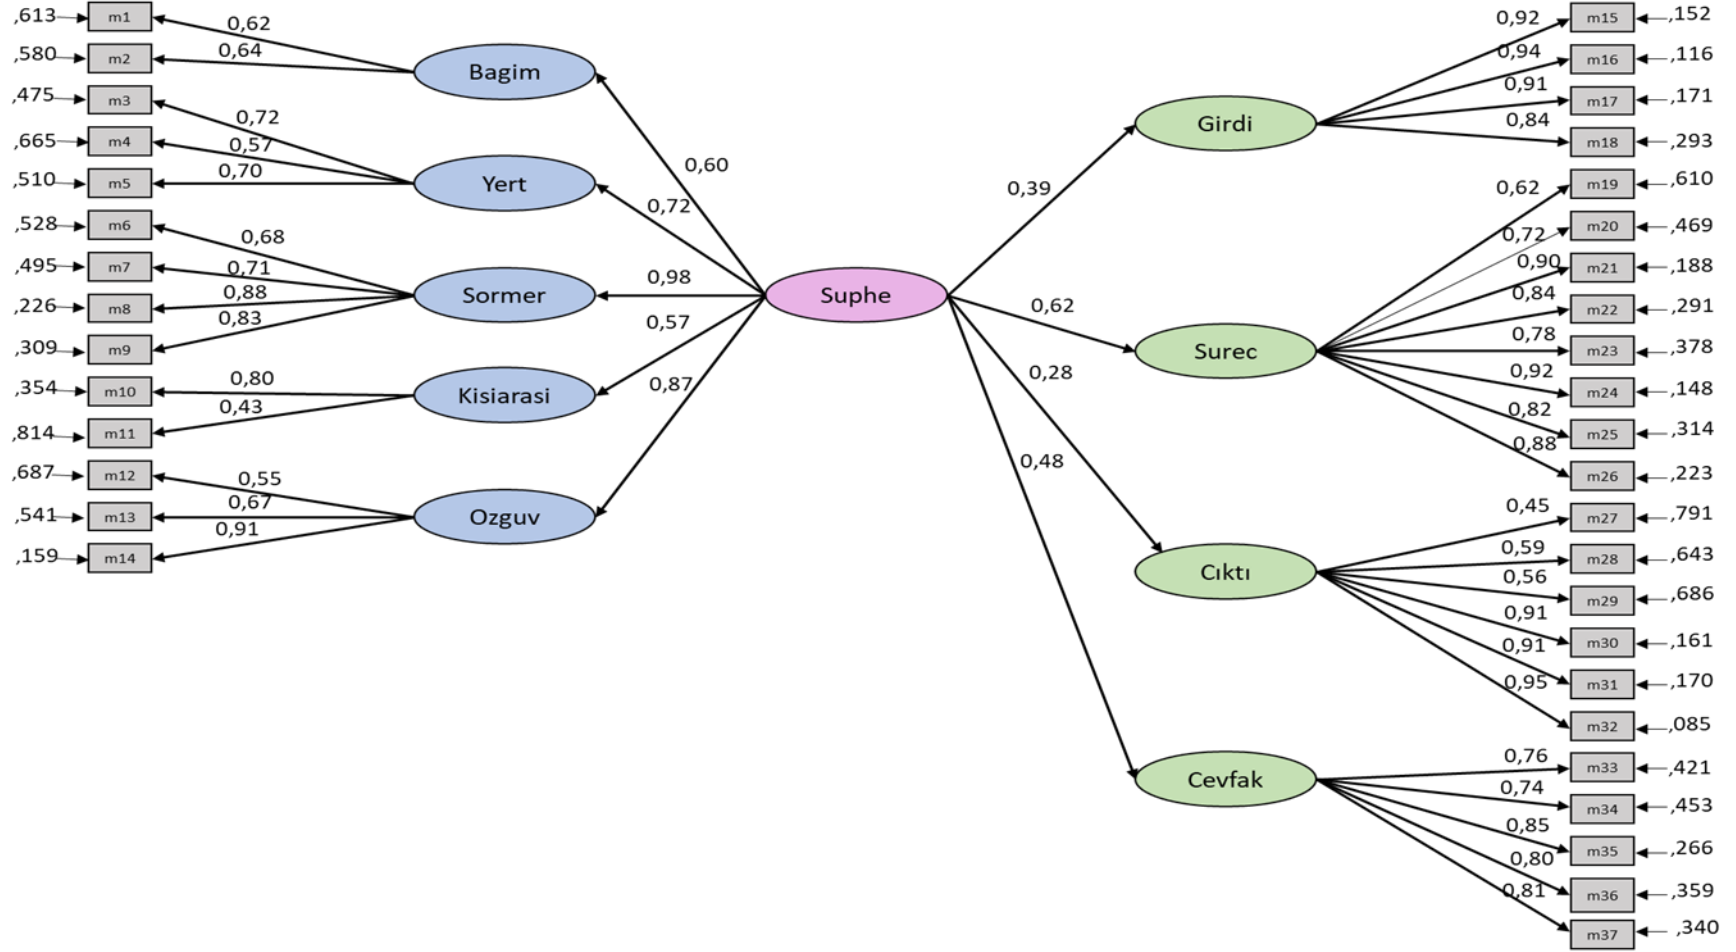 ,613 m1 0,62
,580 m2 0,64
Bagim
,475 m3 0,72
,665 m4 0,57
,510 m5 0,70
Yert
,528 m6 0,68
,495 m7 0,71
,226 m8 0,88
,309 m9 0,83
Sormer
,354 m10 0,80
,814 m11 0,43
Kisiarasi
,687 m12 0,55
,541 m13 0,67
,159 m14 0,91
Ozguv
0,60
0,72
0,98
0,57
0,87
Suphe
0,39
0,62
0,28
0,48
Girdi
0,92 m15 ,152
0,94 m16 ,116
0,91 m17 ,171
0,84 m18 ,293
Surec
0,62 m19 ,610
0,72 m20 ,469
0,90 m21 ,188
0,84 m22 ,291
0,78 m23 ,378
0,92 m24 ,148
0,82 m25 ,314
0,88 m26 ,223
Cıktı
0,45 m27 ,791
0,59 m28 ,643
0,56 m29 ,686
0,91 m30 ,161
0,91 m31 ,170
0,95 m32 ,085
Cevfak
0,76 m33 ,421
0,74 m34 ,453
0,85 m35 ,266
0,80 m36 ,359
0,81 m37 ,340